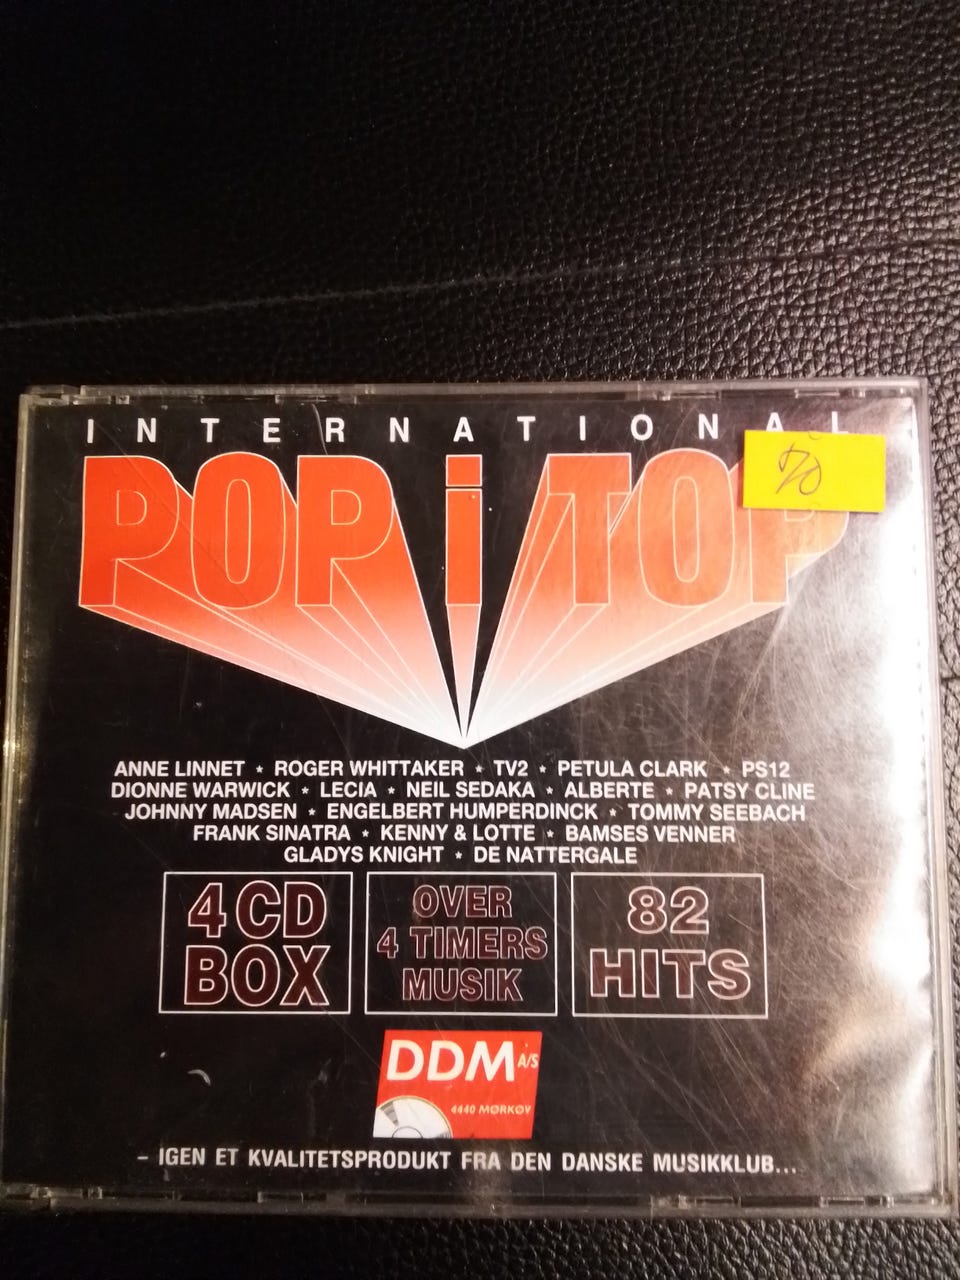 INTERNATIONAL
POP i TOP
70
ANNE LINNET * ROGER WHITTAKER * TV2 * PETULA CLARK * PS12
DIONNE WARWICK * LECIA * NEIL SEDAKA * ALBERTE * PATSY CLINE
JOHNNY MADSEN * ENGELBERT HUMPERDINCK * TOMMY SEEBACH
FRANK SINATRA * KENNY & LOTTE * BAMSES VENNER
GLADYS KNIGHT * DE NATTERGALE
4 CD
BOX
OVER
4 TIMERS
MUSIK
82
HITS
DDM A/S
4440 MØRKØV
– IGEN ET KVALITETSPRODUKT FRA DEN DANSKE MUSIKKLUB...